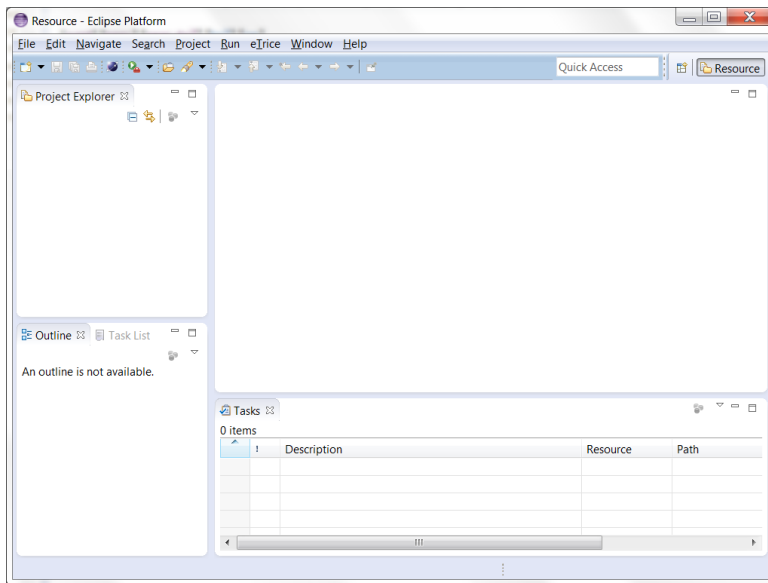 Resource - Eclipse Platform
File Edit Navigate Search Project Run eTrice Window Help
Quick Access
Resource
Project Explorer
Outline
Task List
An outline is not available.
Tasks
0 items
! Description Resource Path